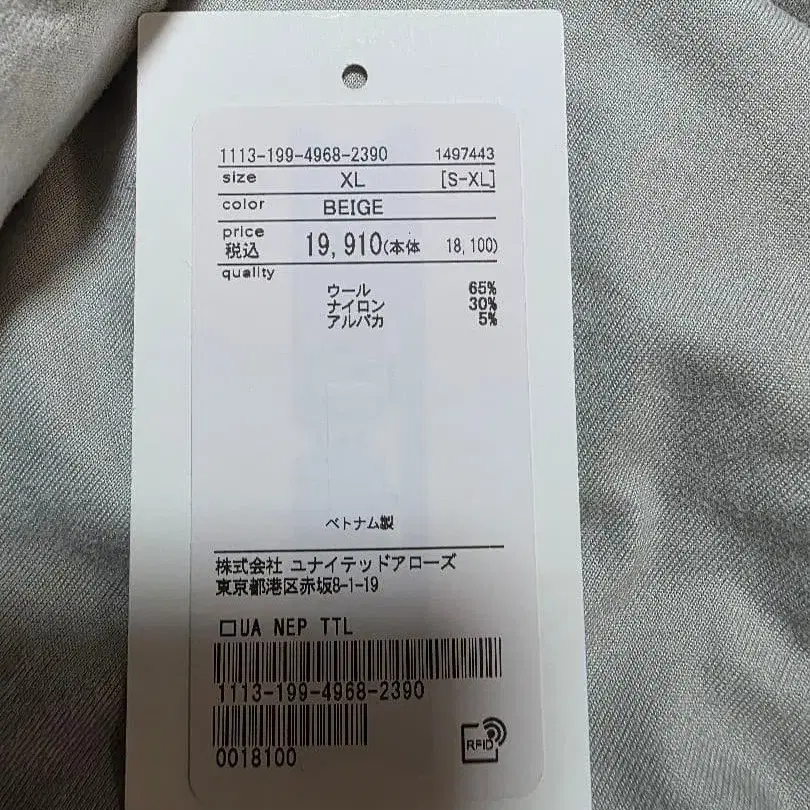 1113-199-4968-2390 1497443
size XL [S-XL]
color BEIGE
price
税込 19,910(本体 18,100)
quality
ウール 65%
ナイロン 30%
アルパカ 5%
ベトナム製
株式会社 ユナイテッドアローズ
東京都港区赤坂8-1-19
□UA NEP TTL
1113-199-4968-2390
0018100
RFID